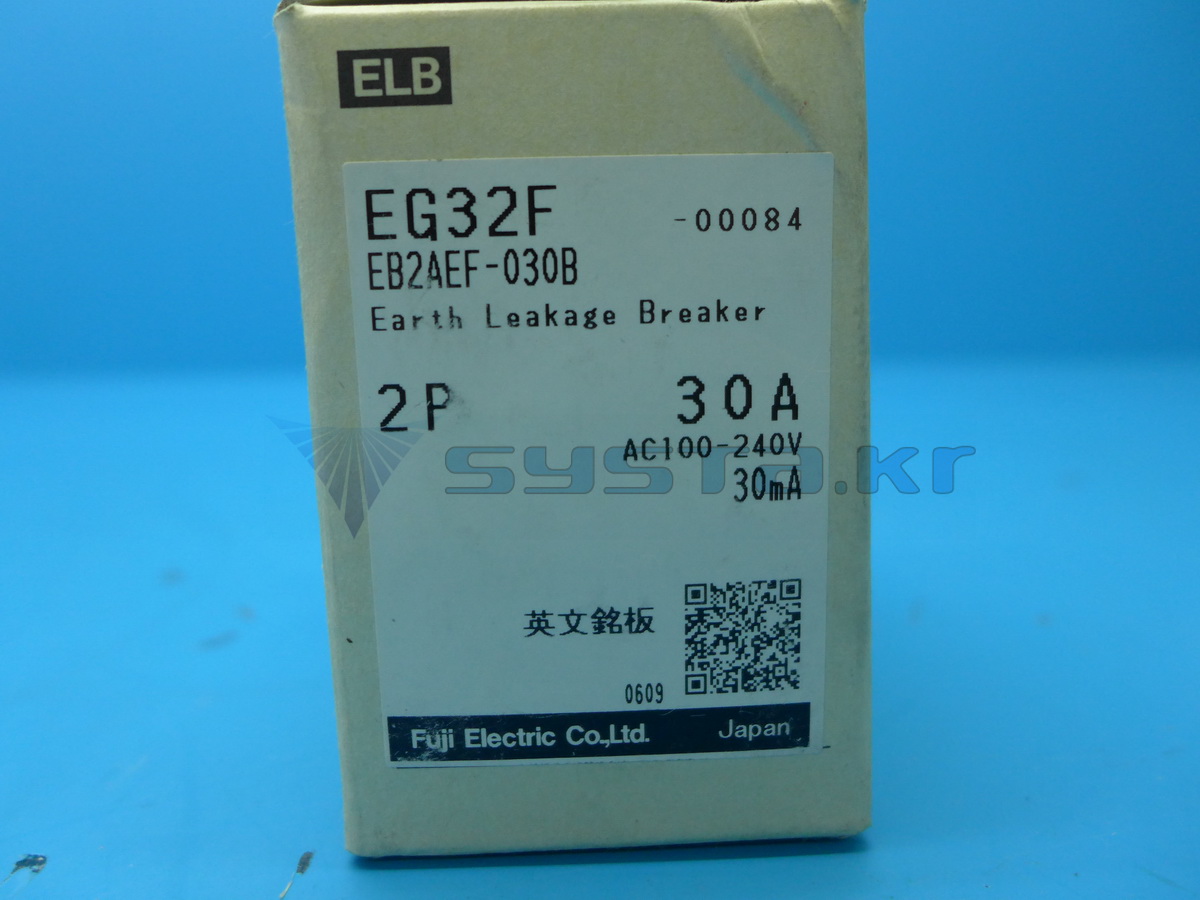 ELB
EG32F -00084
EB2AEF-030B
Earth Leakage Breaker
2P 30A
AC100-240V
systa.kr
30mA
英文銘板
0609
Fuji Electric Co.,Ltd. Japan